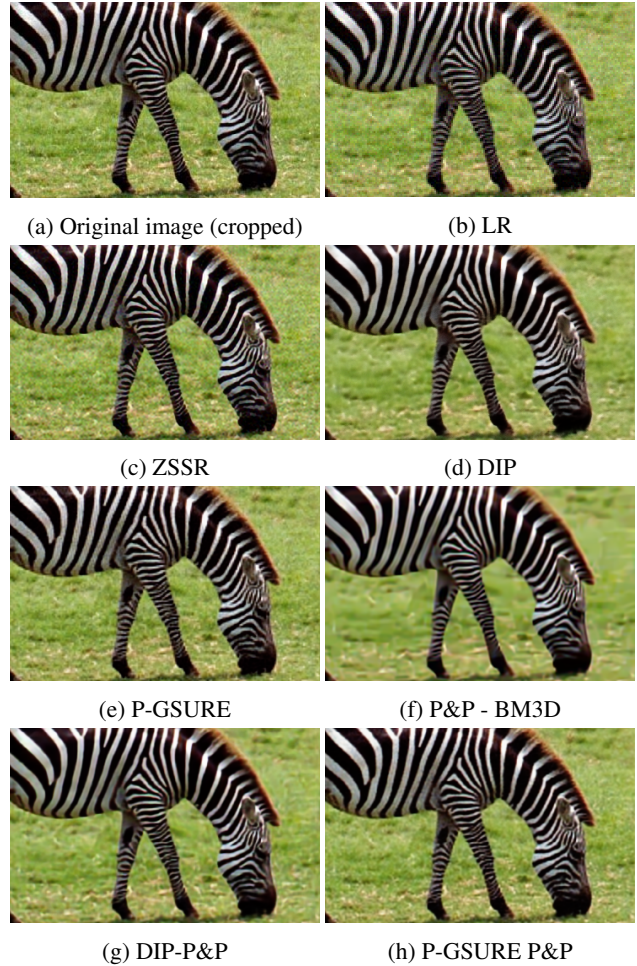 (a) Original image (cropped)
(b) LR
(c) ZSSR
(d) DIP
(e) P-GSURE
(f) P&P - BM3D
(g) DIP-P&P
(h) P-GSURE P&P